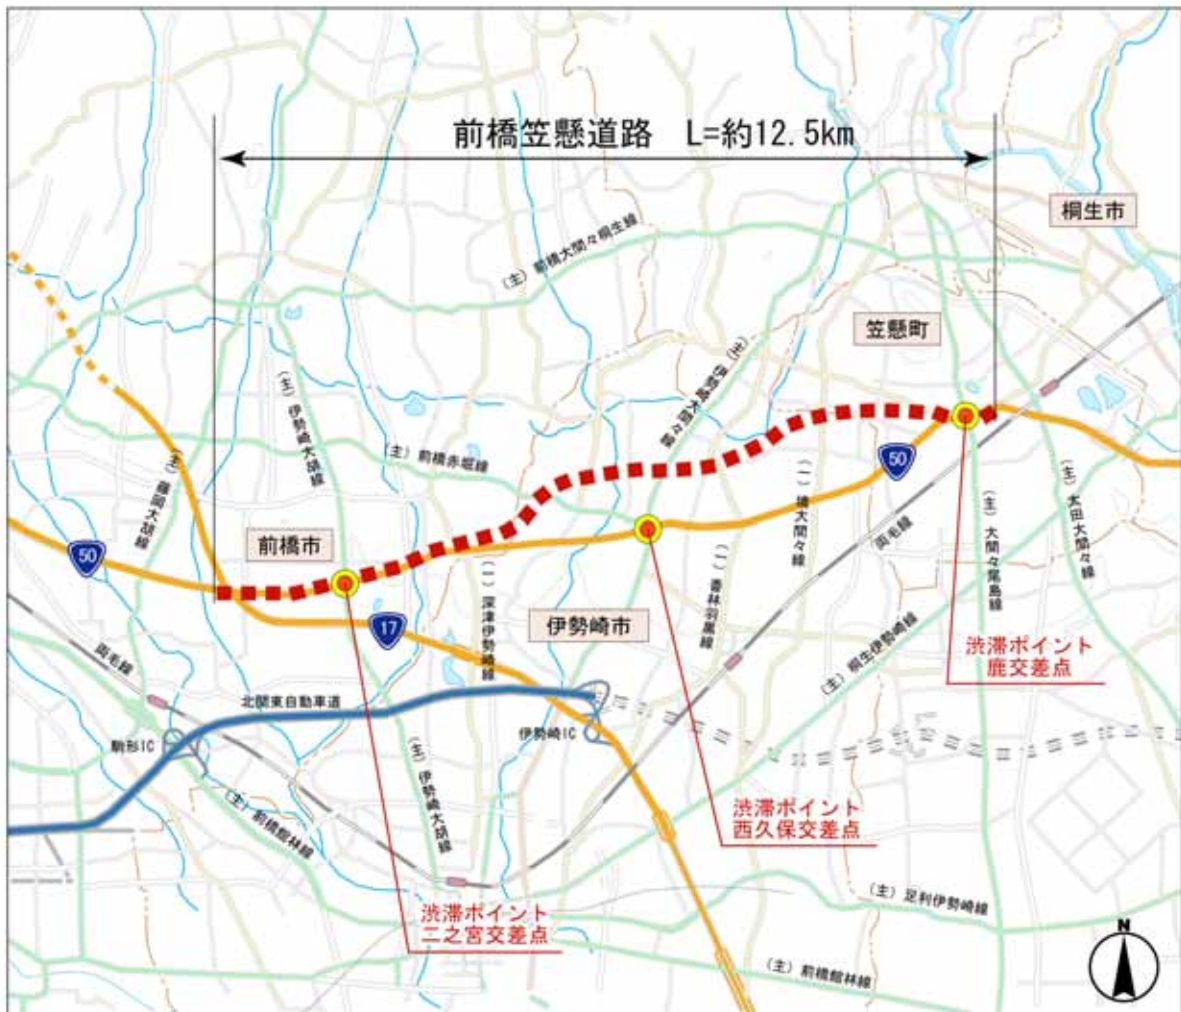 前橋笠懸道路 L=約12.5km
桐生市
(主)前橋大間々桐生線
笠懸町
(主)伊勢崎大間々線
(主)伊勢崎大胡線
(主)前橋赤堀線
(主)藤岡大胡線
50
50
前橋市
両毛線
(主)大間々尾島線
(主)太田大間々線
(一)深津伊勢崎線
(一)香林羽黒線
伊勢崎市
17
渋滞ポイント
鹿交差点
(主)桐生伊勢崎線
両毛線
北関東自動車道
駒形IC
伊勢崎IC
(主)伊勢崎大胡線
(主)前橋館林線
渋滞ポイント
西久保交差点
(主)足利伊勢崎線
渋滞ポイント
二之宮交差点
(主)前橋館林線
N